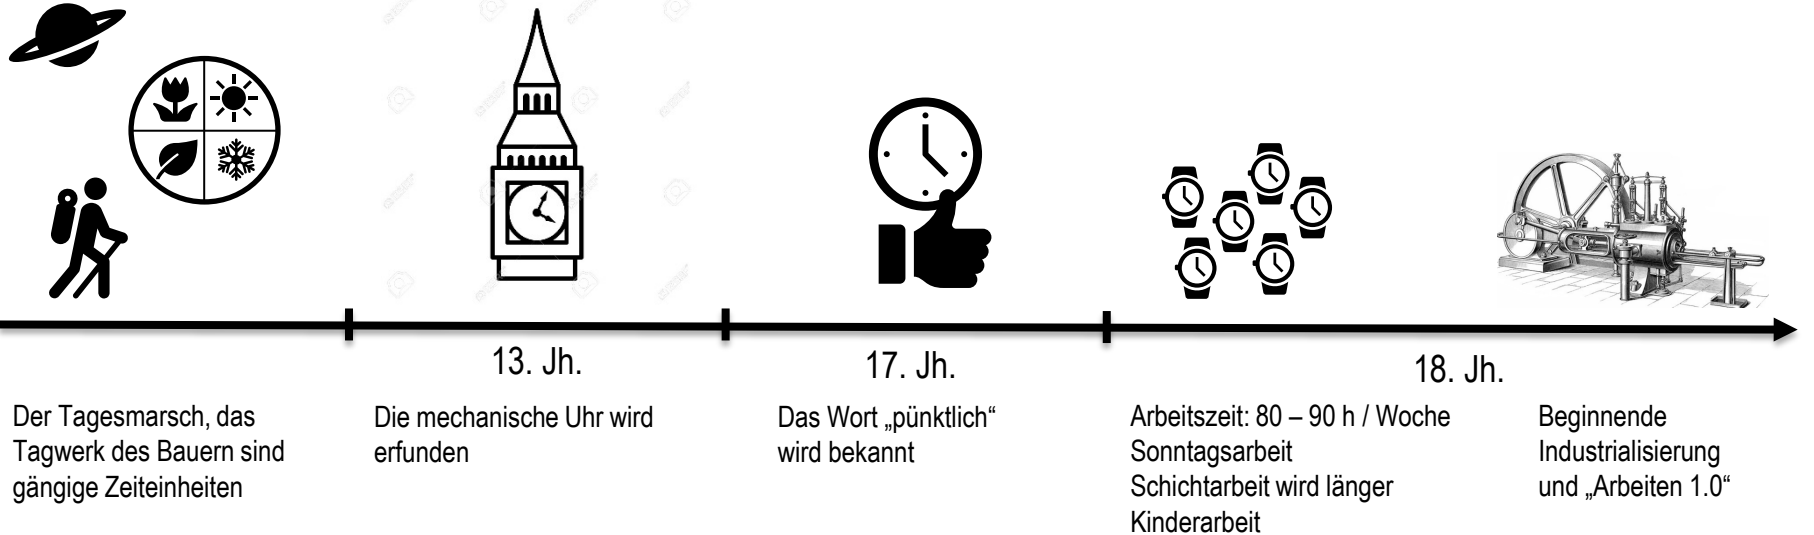 13. Jh.
17. Jh.
18. Jh.
Der Tagesmarsch, das
Tagwerk des Bauern sind
gängige Zeiteinheiten
Die mechanische Uhr wird
erfunden
Das Wort „pünktlich“
wird bekannt
Arbeitszeit: 80 – 90 h / Woche
Sonntagsarbeit
Schichtarbeit wird länger
Kinderarbeit
Beginnende
Industrialisierung
und „Arbeiten 1.0“